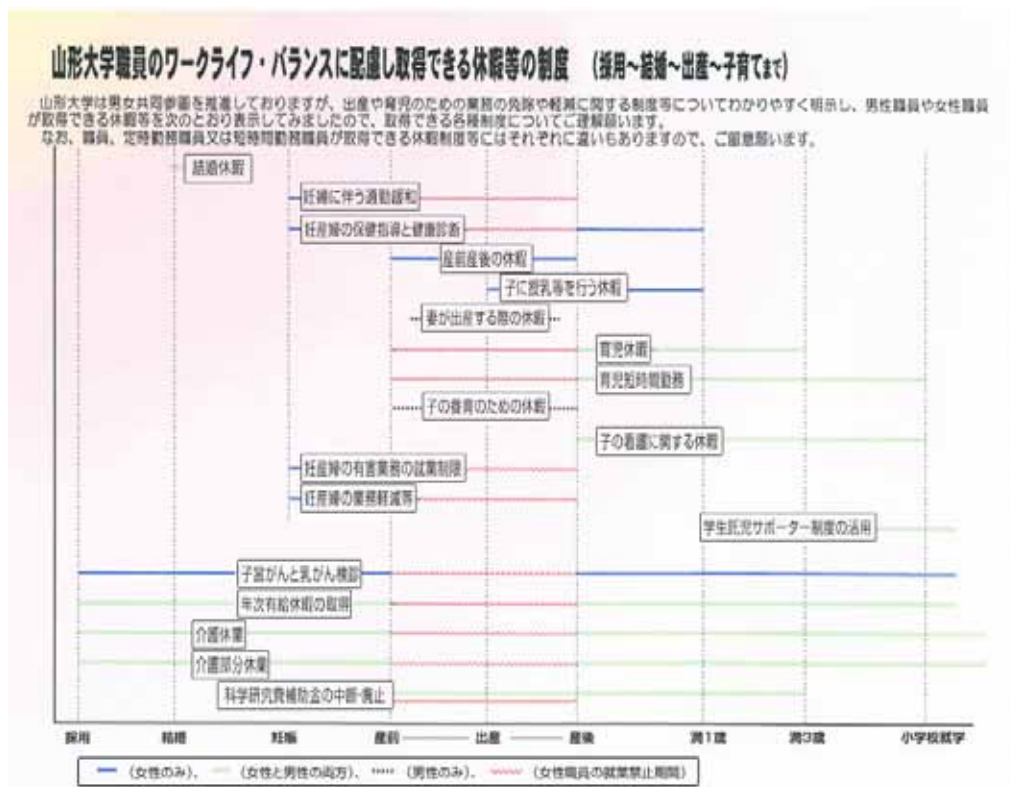 山形大学職員のワークライフ・バランスに配慮し取得できる休暇等の制度 (採用～結婚～出産～子育てまで)
山形大学は男女共同参画を推進しておりますが、出産や育児のための業務の免除や軽減に関する制度等についてわかりやすく明示し、男性職員や女性職員
が取得できる休暇等を次のとおり表示してみましたので、取得できる各種制度についてご理解願います。
なお、職員、定時勤務職員又は短時間勤務職員が取得できる休暇制度等にはそれぞれに違いもありますので、ご留意願います。
結婚休暇
妊婦に伴う通勤緩和
妊産婦の保健指導と健康診断
産前産後の休暇
子に授乳等を行う休暇
妻が出産する際の休暇
育児休暇
育児短時間勤務
子の養育のための休暇
子の看護に関する休暇
妊産婦の有害業務の就業制限
妊産婦の業務軽減等
学生託児サポーター制度の活用
子宮がんと乳がん検診
年次有給休暇の取得
介護休業
介護部分休業
科学研究費補助金の中断・廃止
採用 結婚 妊娠 産前 出産 産後 満1歳 満3歳 小学校就学
(女性のみ)、 (女性と男性の両方)、 (男性のみ)、 (女性職員の就業禁止期間)